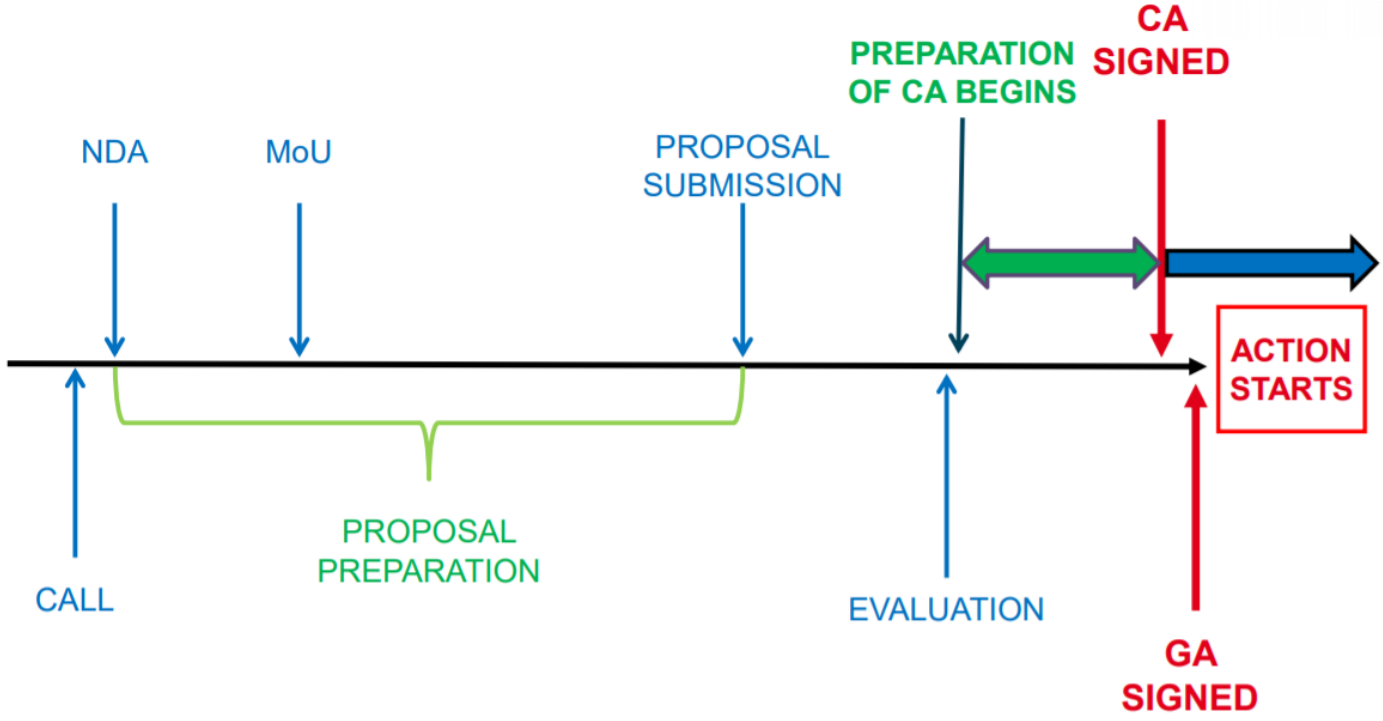 CA
SIGNED
PREPARATION
OF CA BEGINS
NDA
MoU
PROPOSAL
SUBMISSION
ACTION
STARTS
PROPOSAL
PREPARATION
CALL
EVALUATION
GA
SIGNED